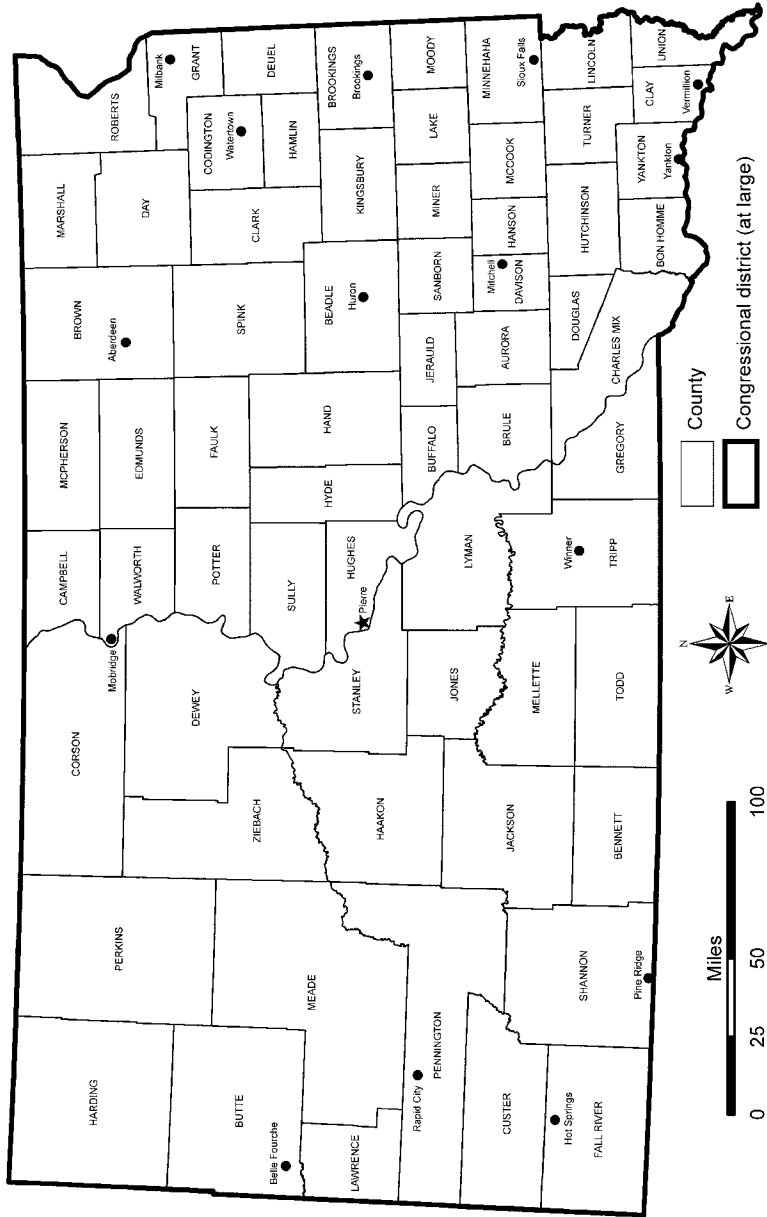 HARDING
PERKINS
CORSON
CAMPBELL
MCPHERSON
BROWN
MARSHALL
ROBERTS
Mobridge
WALWORTH
EDMUNDS
Aberdeen
DAY
Milbank
GRANT
BUTTE
Belle Fourche
MEADE
ZIEBACH
DEWEY
POTTER
FAULK
SPINK
CLARK
CODINGTON
Watertown
DEUEL
HAMLIN
SULLY
HYDE
HAND
BEADLE
Huron
KINGSBURY
BROOKINGS
Brookings
LAWRENCE
HAAKON
STANLEY
HUGHES
Pierre
Rapid City
PENNINGTON
JACKSON
JONES
LYMAN
BUFFALO
JERAULD
SANBORN
MINER
LAKE
MOODY
BRULE
AURORA
Mitchell
DAVISON
HANSON
MCCOOK
MINNEHAHA
Sioux Falls
CUSTER
Hot Springs
FALL RIVER
SHANNON
Pine Ridge
BENNETT
MELLETTE
TODD
Winner
TRIPP
GREGORY
CHARLES MIX
DOUGLAS
HUTCHINSON
TURNER
LINCOLN
BON HOMME
YANKTON
Yankton
CLAY
Vermillion
UNION
Miles
0 25 50 100
N
W E
S
County
Congressional district (at large)